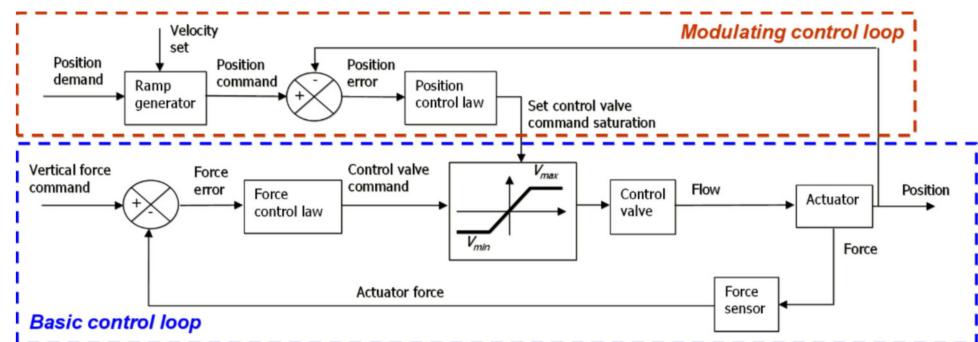 Modulating control loop
Velocity
set
Position
demand
Ramp
generator
Position
command
+
-
Position
error
Position
control law
Set control valve
command saturation
Vertical force
command
+
-
Force
error
Force
control law
Control valve
command
Vmax
Vmin
Control
valve
Flow
Actuator
Position
Force
Force
sensor
Actuator force
Basic control loop